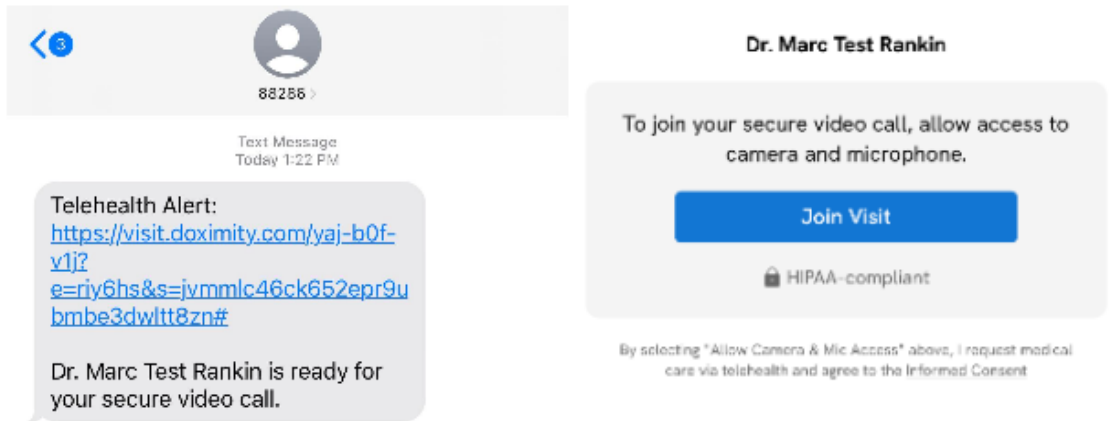 3
88286
Text Message
Today 1:22 PM
Telehealth Alert:
https://visit.doximity.com/yaj-b0f-
v1j?
e=riy6hs&s=jvmmlc46ck652epr9u
bmbe3dwltt8zn#
Dr. Marc Test Rankin is ready for
your secure video call.
Dr. Marc Test Rankin
To join your secure video call, allow access to
camera and microphone.
Join Visit
HIPAA-compliant
By selecting "Allow Camera & Mic Access" above, I request medical
care via telehealth and agree to the Informed Consent